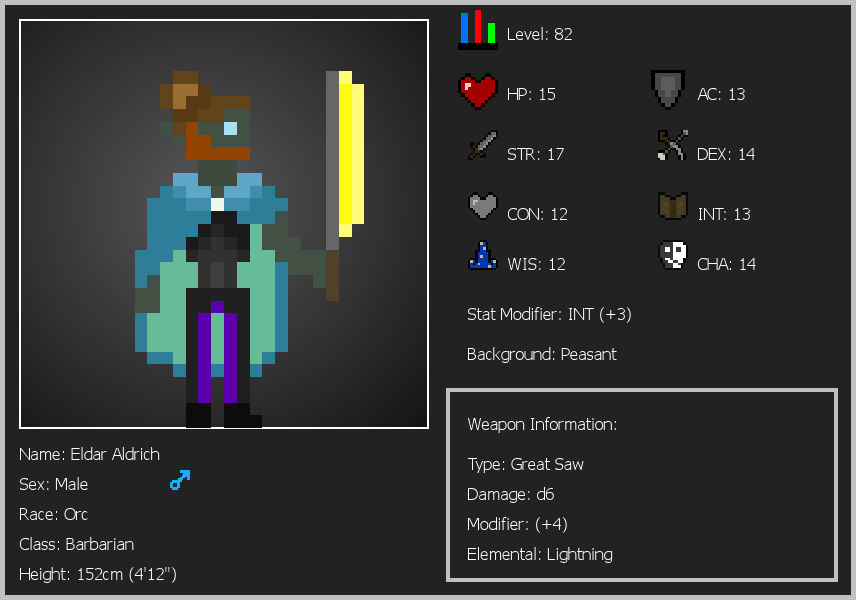 Level: 82
HP: 15
AC: 13
STR: 17
DEX: 14
CON: 12
INT: 13
WIS: 12
CHA: 14
Stat Modifier: INT (+3)
Background: Peasant
Weapon Information:
Type: Great Saw
Damage: d6
Modifier: (+4)
Elemental: Lightning
Name: Eldar Aldrich
Sex: Male
Race: Orc
Class: Barbarian
Height: 152cm (4'12")